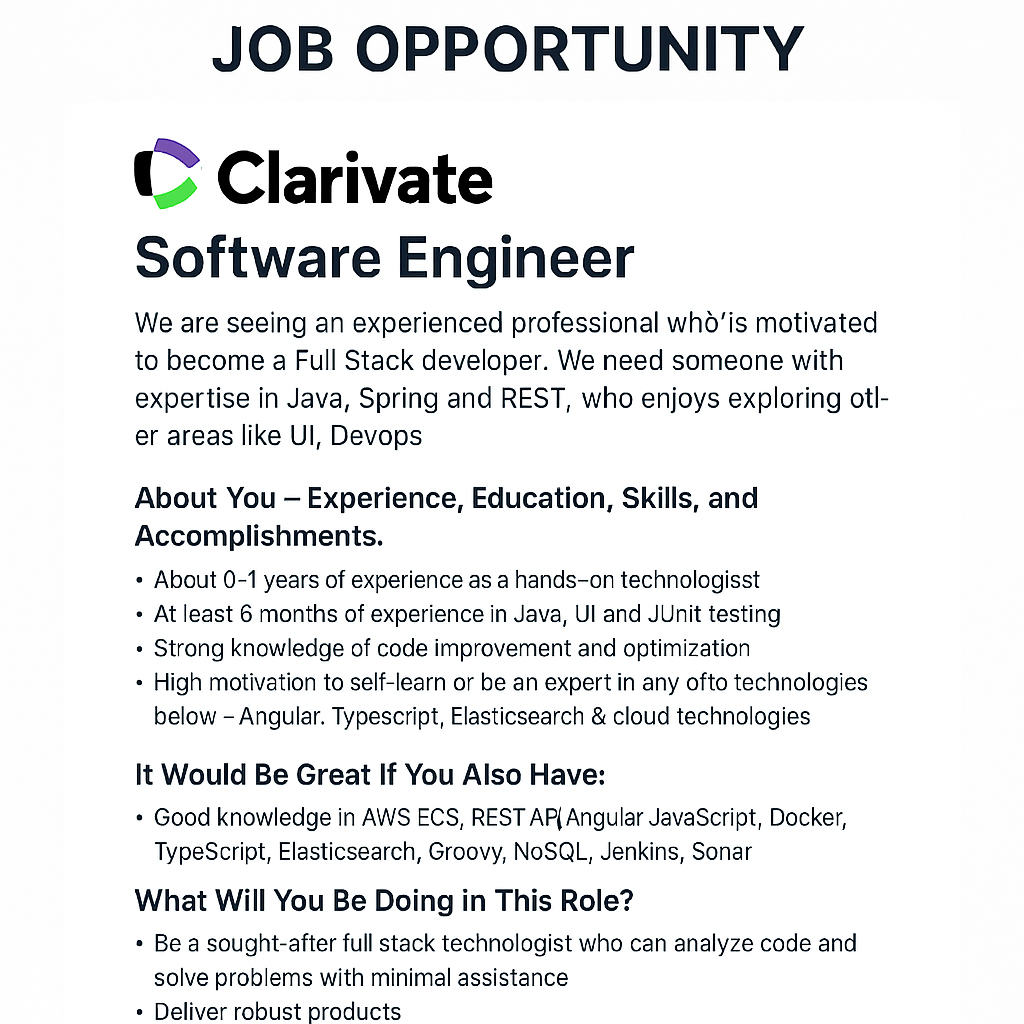 JOB OPPORTUNITY
Clarivate
Software Engineer
We are seeing an experienced professional whò’is motivated
to become a Full Stack developer. We need someone with
expertise in Java, Spring and REST, who enjoys exploring otl-
er areas like UI, Devops
About You – Experience, Education, Skills, and
Accomplishments.
• About 0-1 years of experience as a hands–on technologisst
• At least 6 months of experience in Java, UI and JUnit testing
• Strong knowledge of code improvement and optimization
• High motivation to self-learn or be an expert in any ofto technologies
below – Angular. Typescript, Elasticsearch & cloud technologies
It Would Be Great If You Also Have:
• Good knowledge in AWS ECS, REST AP( Angular JavaScript, Docker,
TypeScript, Elasticsearch, Groovy, NoSQL, Jenkins, Sonar
What Will You Be Doing in This Role?
• Be a sought-after full stack technologist who can analyze code and
solve problems with minimal assistance
• Deliver robust products